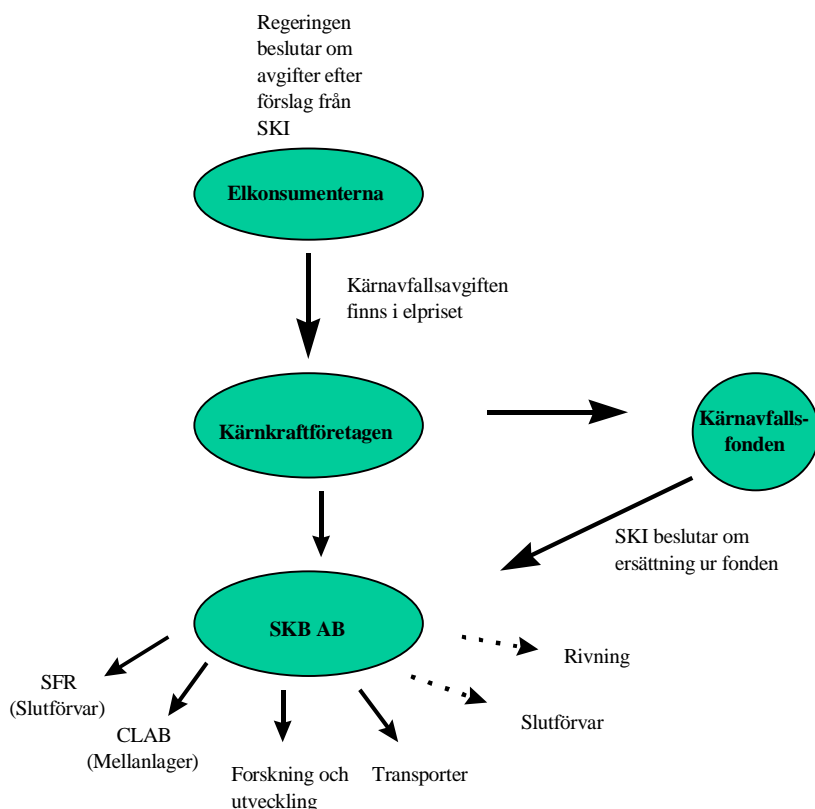 Regeringen
beslutar om
avgifter efter
förslag från
SKI
Elkonsumenterna
Kärnavfallsavgiften
finns i elpriset
Kärnkraftföretagen
Kärnavfalls-
fonden
SKI beslutar om
ersättning ur fonden
SKB AB
Rivning
SFR
(Slutförvar)
Slutförvar
CLAB
(Mellanlager)
Forskning och
utveckling
Transporter